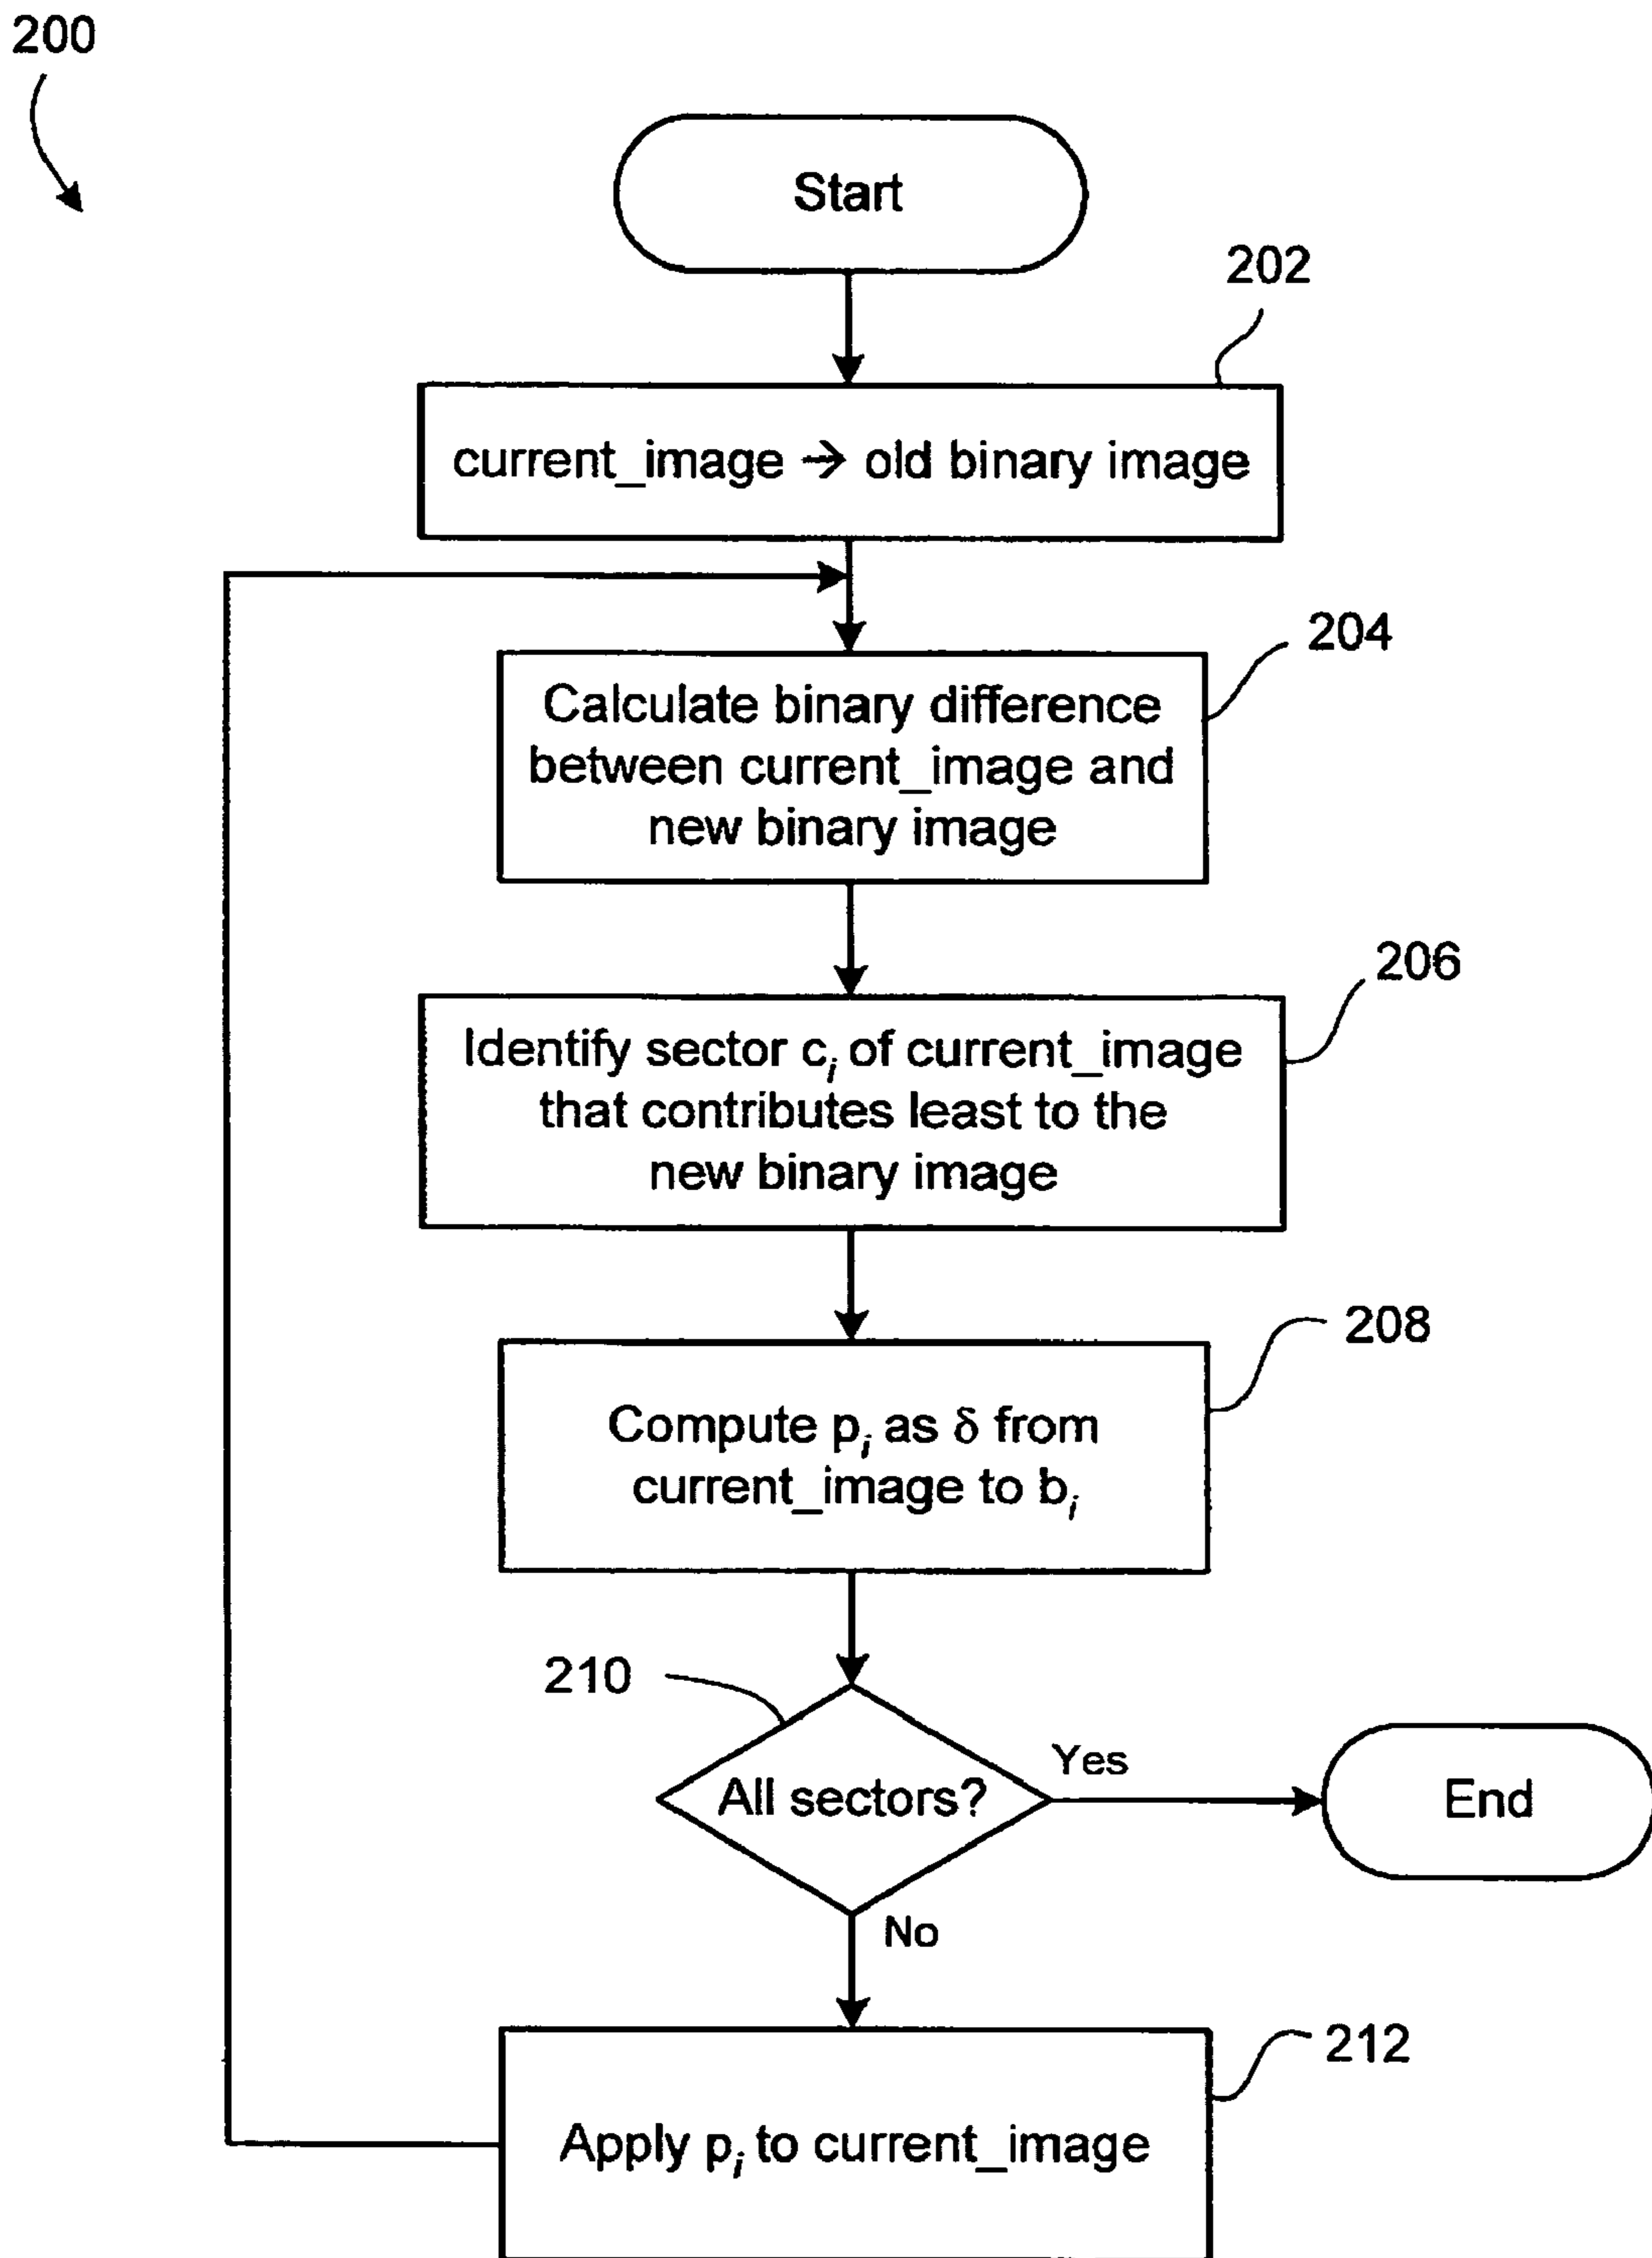 200
Start
202
current_image → old binary image
204
Calculate binary difference
between current_image and
new binary image
206
Identify sector cᵢ of current_image
that contributes least to the
new binary image
208
Compute pᵢ as δ from
current_image to bᵢ
210
All sectors?
Yes
End
No
212
Apply pᵢ to current_image